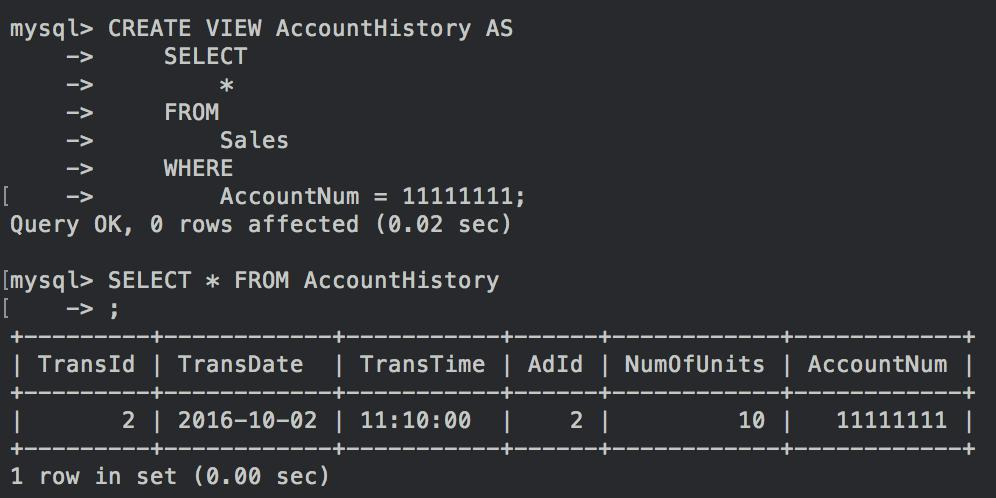 mysql> CREATE VIEW AccountHistory AS
    ->     SELECT
    ->         *
    ->     FROM
    ->         Sales
    ->     WHERE
[    ->         AccountNum = 11111111;
Query OK, 0 rows affected (0.02 sec)

[mysql> SELECT * FROM AccountHistory
[    -> ;
+----------+------------+-----------+------+------------+------------+
| TransId | TransDate  | TransTime | AdId | NumOfUnits | AccountNum |
+----------+------------+-----------+------+------------+------------+
|       2 | 2016-10-02 | 11:10:00  |    2 |         10 |   11111111 |
+----------+------------+-----------+------+------------+------------+
1 row in set (0.00 sec)